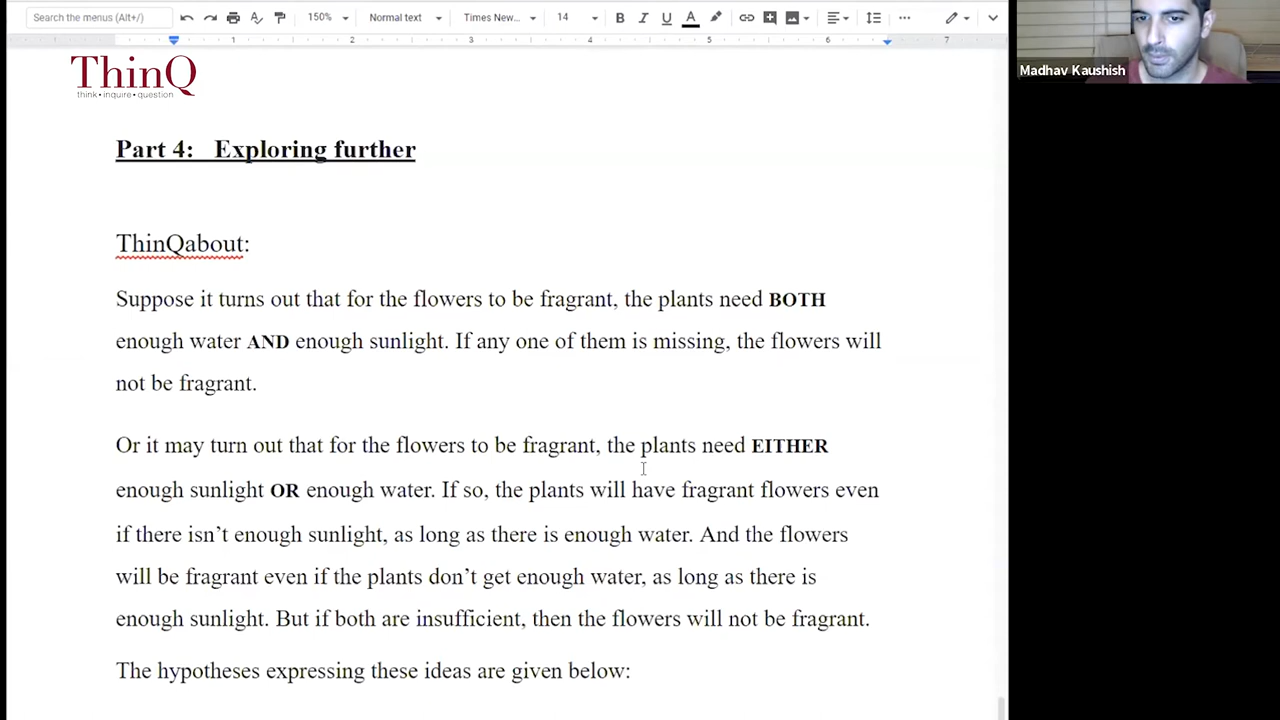 Search the menus (Alt+/)
150%
Normal text
Times New...
14
B
I
U
A
1
2
3
4
5
6
7
Madhav Kaushish
ThinQ
think•inquire•question
Part 4: Exploring further
ThinQabout:
Suppose it turns out that for the flowers to be fragrant, the plants need BOTH
enough water AND enough sunlight. If any one of them is missing, the flowers will
not be fragrant.
Or it may turn out that for the flowers to be fragrant, the plants need EITHER
enough sunlight OR enough water. If so, the plants will have fragrant flowers even
if there isn't enough sunlight, as long as there is enough water. And the flowers
will be fragrant even if the plants don't get enough water, as long as there is
enough sunlight. But if both are insufficient, then the flowers will not be fragrant.
The hypotheses expressing these ideas are given below: